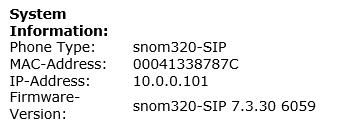 System
Information:
Phone Type: snom320-SIP
MAC-Address: 00041338787C
IP-Address: 10.0.0.101
Firmware-
Version: snom320-SIP 7.3.30 6059